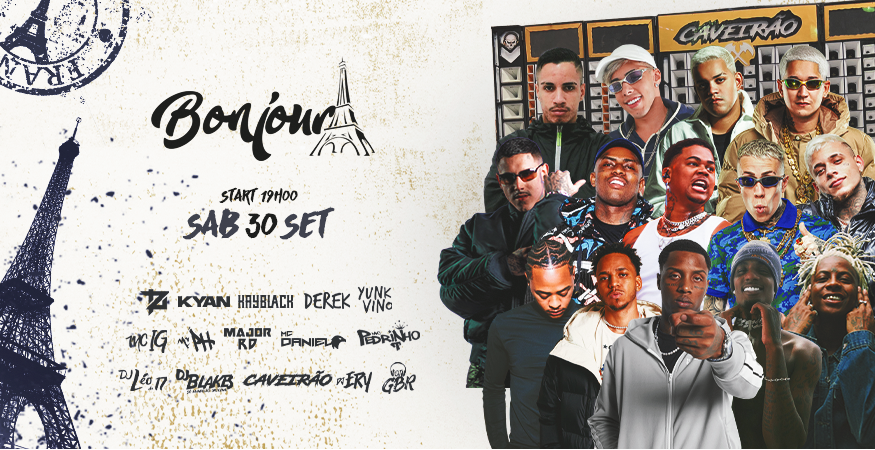 FRAN
Bonjour
CAVEIRÃO
START 19H00
SAB 30 SET
TZ KYAN KAYBLACK DEREK YUNK VINO
MC IG MC PH MAJOR RD MC DANIEL MC PEDRINHO
DJ Léo da 17 DJ BLAKB CAVEIRÃO DJ ERY GBR